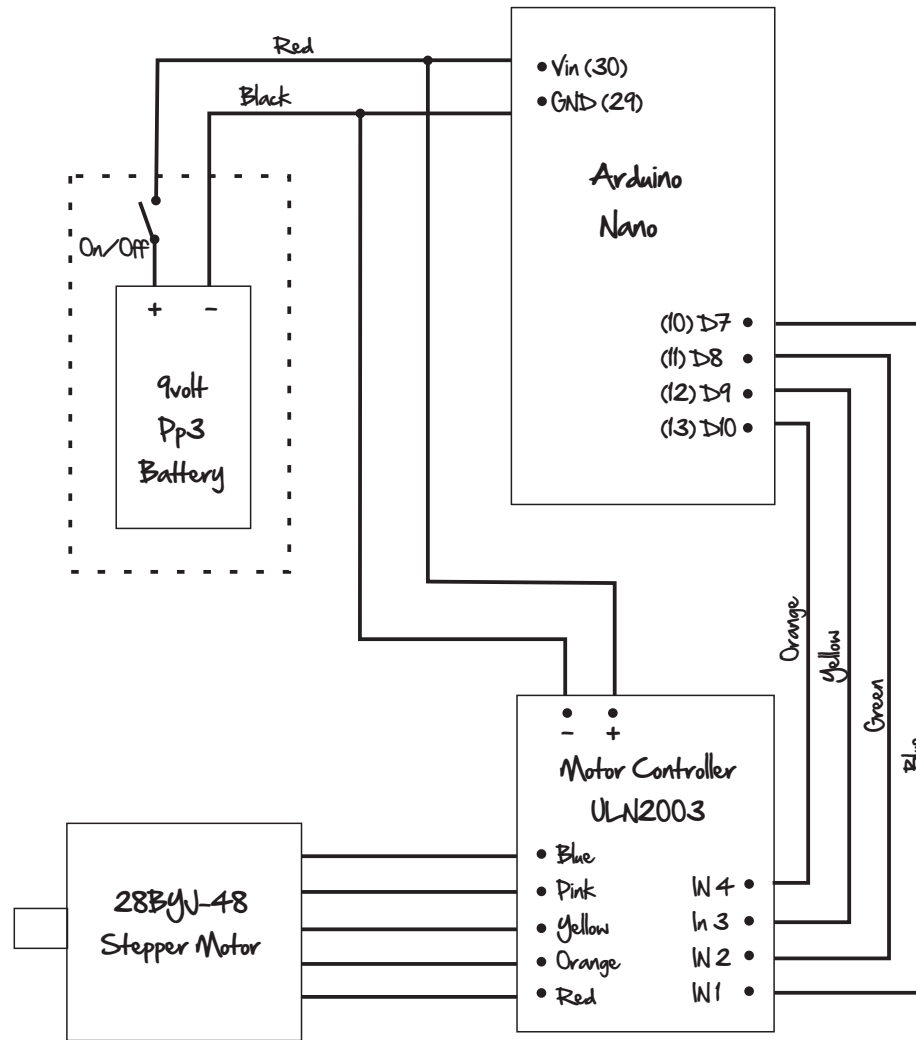 Red
Vin (30)
Black
GND (29)
Arduino
Nano
On/Off
+ -
9volt
Pp3
Battery
(10) D7
(11) D8
(12) D9
(13) D10
Orange
Yellow
Green
Blue
- +
Motor Controller
ULN2003
28BYJ-48
Stepper Motor
Blue
Pink
Yellow
Orange
Red
IN 4
In 3
IN 2
IN 1